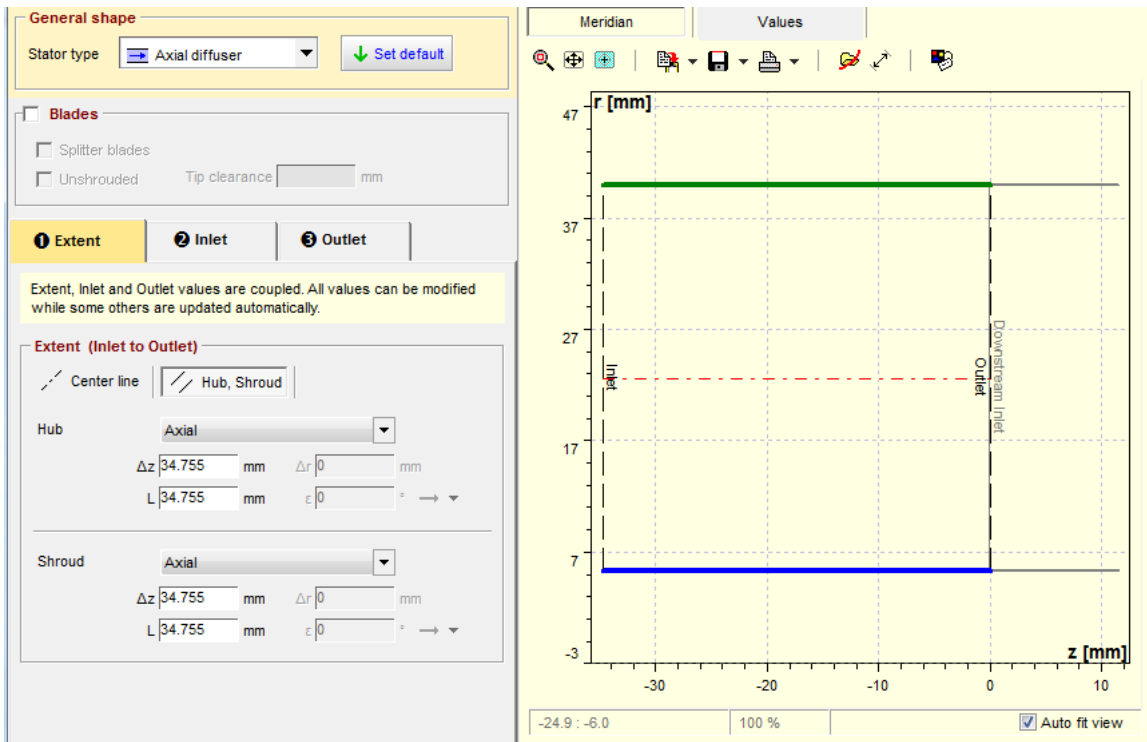 General shape
Stator type Axial diffuser Set default
Blades
Splitter blades
Unshrouded Tip clearance mm
1 Extent 2 Inlet 3 Outlet
Extent, Inlet and Outlet values are coupled. All values can be modified
while some others are updated automatically.
Extent (Inlet to Outlet)
Center line Hub, Shroud
Hub Axial
Δz 34.755 mm Δr 0 mm
L 34.755 mm ε 0 °
Shroud Axial
Δz 34.755 mm Δr 0 mm
L 34.755 mm ε 0 °
Meridian Values
r [mm]
47
37
27
17
7
-3
Inlet
Outlet
Downstream Inlet
z [mm]
-30 -20 -10 0 10
-24.9 : -6.0 100 % Auto fit view